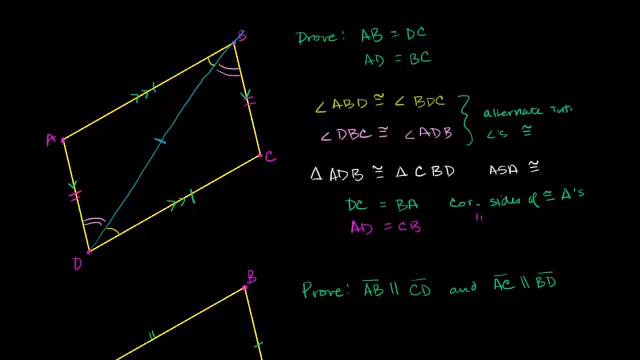 B
A
C
D
Prove: AB = DC
AD = BC
∠ABD ≅ ∠BDC
∠DBC ≅ ∠ADB
alternate int.
∠'s ≅
△ADB ≅ △CBD ASA ≅
DC = BA cor. sides of ≅ △'s
AD = CB "
B
Prove: AB || CD and AC || BD